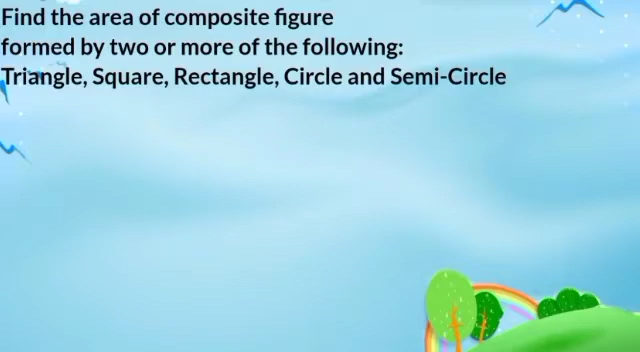 Find the area of composite figure
formed by two or more of the following:
Triangle, Square, Rectangle, Circle and Semi-Circle